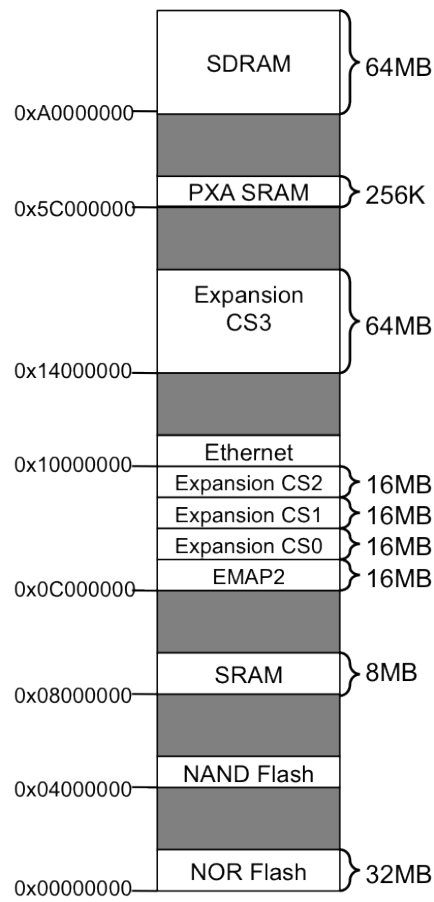 SDRAM
64MB
0xA0000000
PXA SRAM
256K
0x5C000000
Expansion
CS3
64MB
0x14000000
Ethernet
0x10000000
Expansion CS2
16MB
Expansion CS1
16MB
Expansion CS0
16MB
EMAP2
16MB
0x0C000000
SRAM
8MB
0x08000000
NAND Flash
0x04000000
NOR Flash
32MB
0x00000000